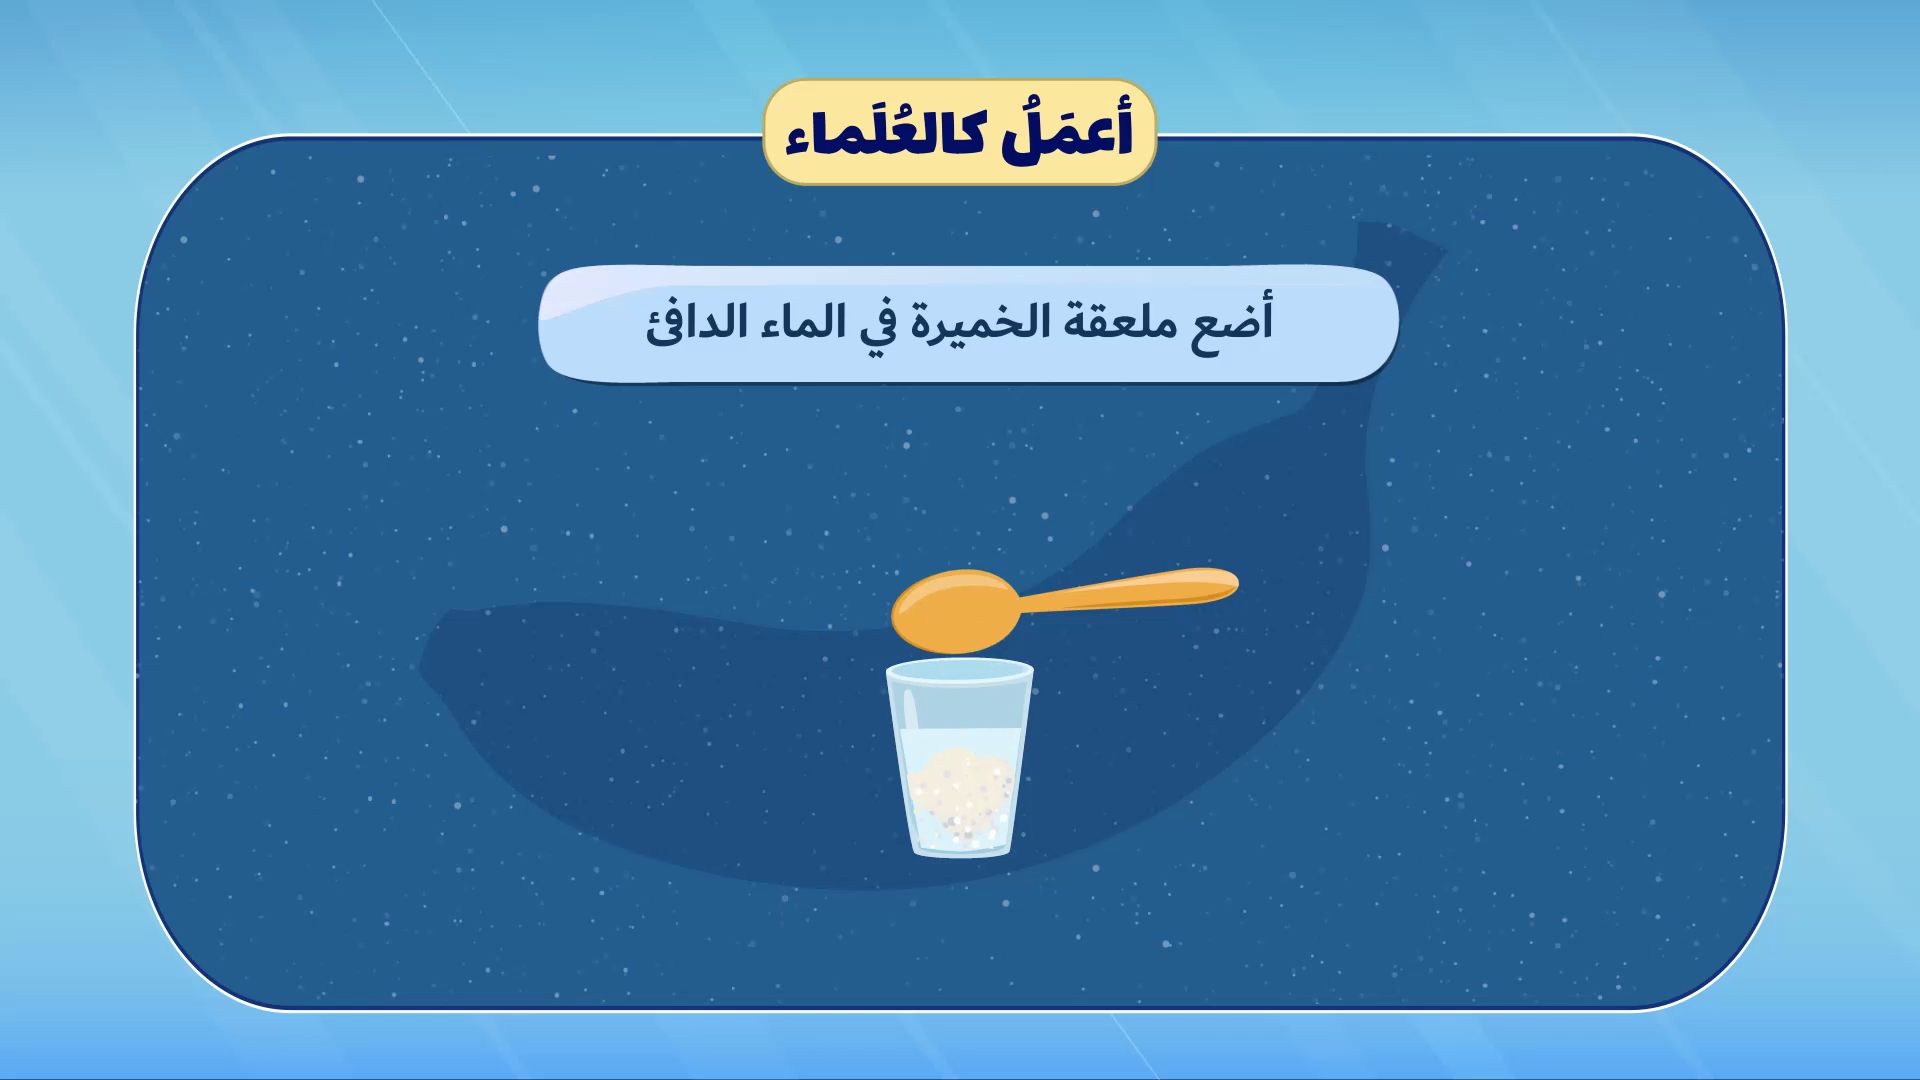 أعمَلُ كالعُلَماء
أضع ملعقة الخميرة في الماء الدافئ